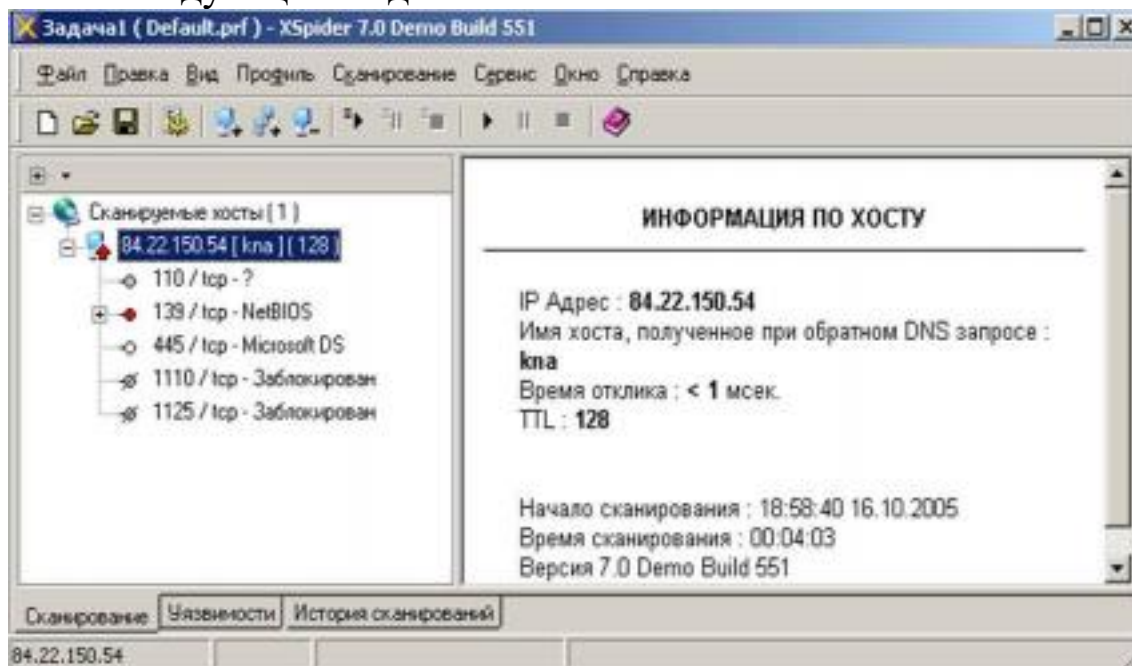 Задача1 ( Default.prf ) - XSpider 7.0 Demo Build 551
Файл Правка Вид Профиль Сканирование Сервис Окно Справка
Сканируемые хосты ( 1 )
84.22.150.54 [ kna ] ( 128 )
110 / tcp - ?
139 / tcp - NetBIOS
445 / tcp - Microsoft DS
1110 / tcp - Заблокирован
1125 / tcp - Заблокирован
ИНФОРМАЦИЯ ПО ХОСТУ
IP Адрес : 84.22.150.54
Имя хоста, полученное при обратном DNS запросе :
kna
Время отклика : < 1 мсек.
TTL : 128
Начало сканирования : 18:58:40 16.10.2005
Время сканирования : 00:04:03
Версия 7.0 Demo Build 551
Сканирование Уязвимости История сканирований
84.22.150.54